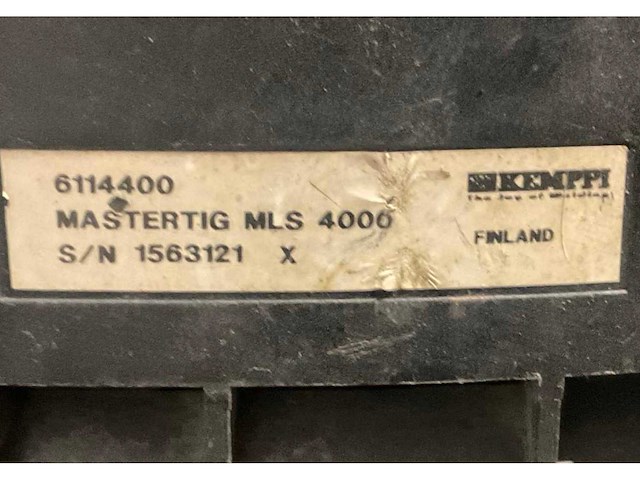 6114400
KEMPPI
The Joy of Welding
MASTERTIG MLS 4000
FINLAND
S/N 1563121 X